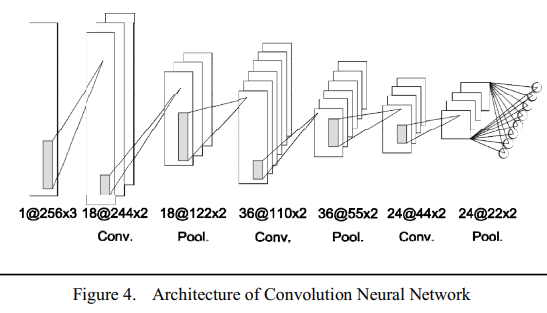 1@256x3 18@244x2 18@122x2 36@110x2 36@55x2 24@44x2 24@22x2
Conv. Pool. Conv. Pool. Conv. Pool.
Figure 4. Architecture of Convolution Neural Network